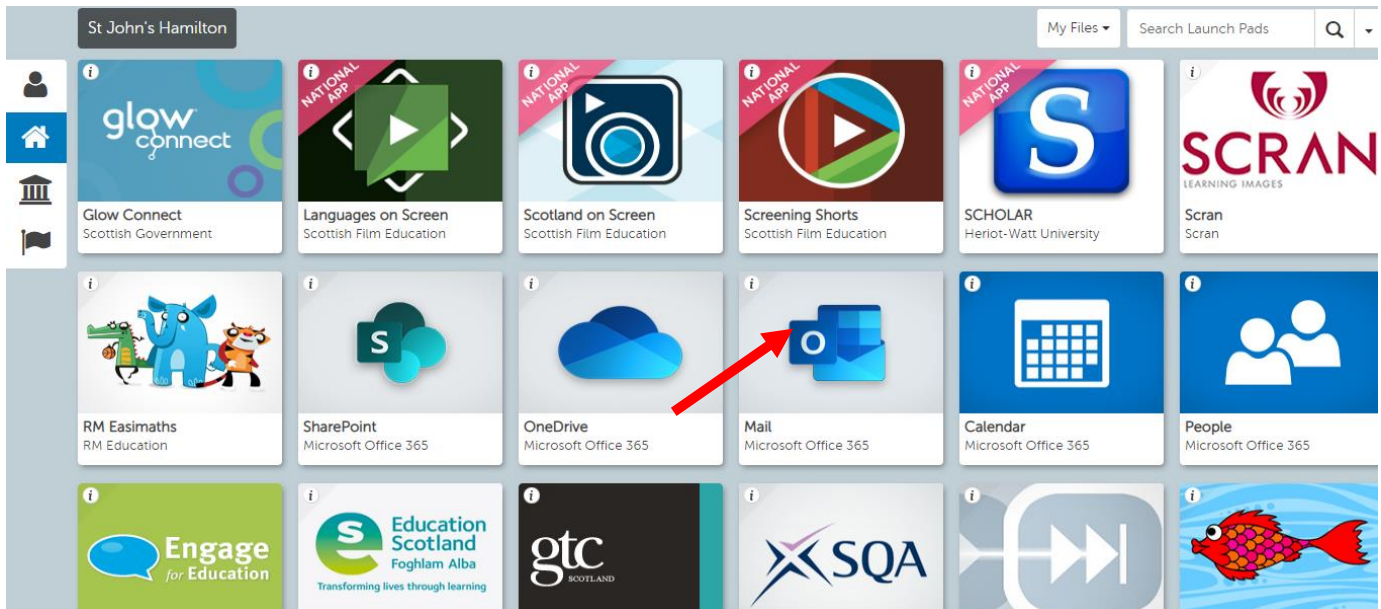 St John's Hamilton
My Files
Search Launch Pads
i
glow
connect
Glow Connect
Scottish Government
i
NATIONAL
APP
Languages on Screen
Scottish Film Education
i
NATIONAL
APP
Scotland on Screen
Scottish Film Education
i
NATIONAL
APP
Screening Shorts
Scottish Film Education
i
NATIONAL
APP
S
SCHOLAR
Heriot-Watt University
i
SCRAN
LEARNING IMAGES
Scran
Scran
i
RM Easimaths
RM Education
i
S
SharePoint
Microsoft Office 365
i
OneDrive
Microsoft Office 365
i
O
Mail
Microsoft Office 365
i
Calendar
Microsoft Office 365
i
People
Microsoft Office 365
i
Engage
for Education
i
S
Education
Scotland
Foghlam Alba
Transforming lives through learning
i
gtc
SCOTLAND
i
SQA
i
i